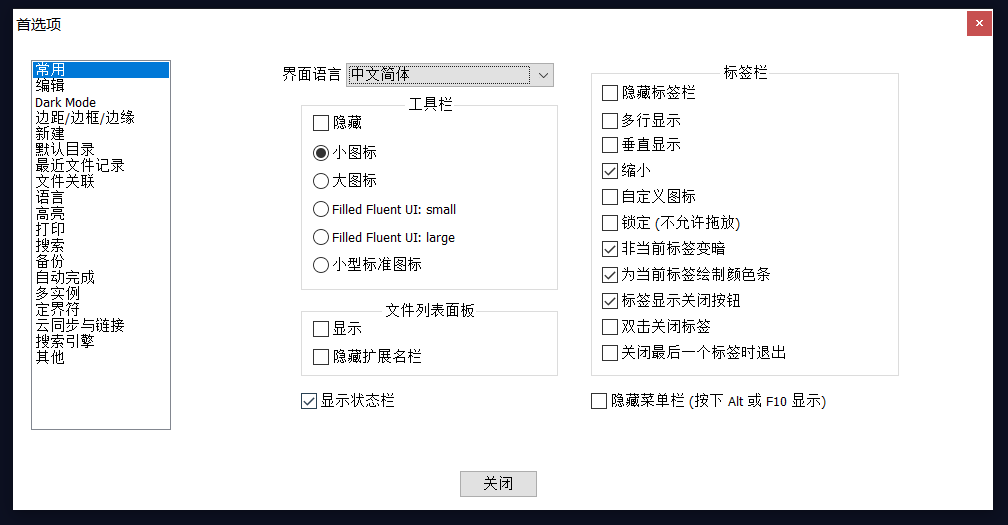 首选项
常用
编辑
Dark Mode
边距/边框/边缘
新建
默认目录
最近文件记录
文件关联
语言
高亮
打印
搜索
备份
自动完成
多实例
定界符
云同步与链接
搜索引擎
其他
界面语言 中文简体
工具栏
隐藏
小图标
大图标
Filled Fluent UI: small
Filled Fluent UI: large
小型标准图标
文件列表面板
显示
隐藏扩展名栏
显示状态栏
标签栏
隐藏标签栏
多行显示
垂直显示
缩小
自定义图标
锁定 (不允许拖放)
非当前标签变暗
为当前标签绘制颜色条
标签显示关闭按钮
双击关闭标签
关闭最后一个标签时退出
隐藏菜单栏 (按下 Alt 或 F10 显示)
关闭